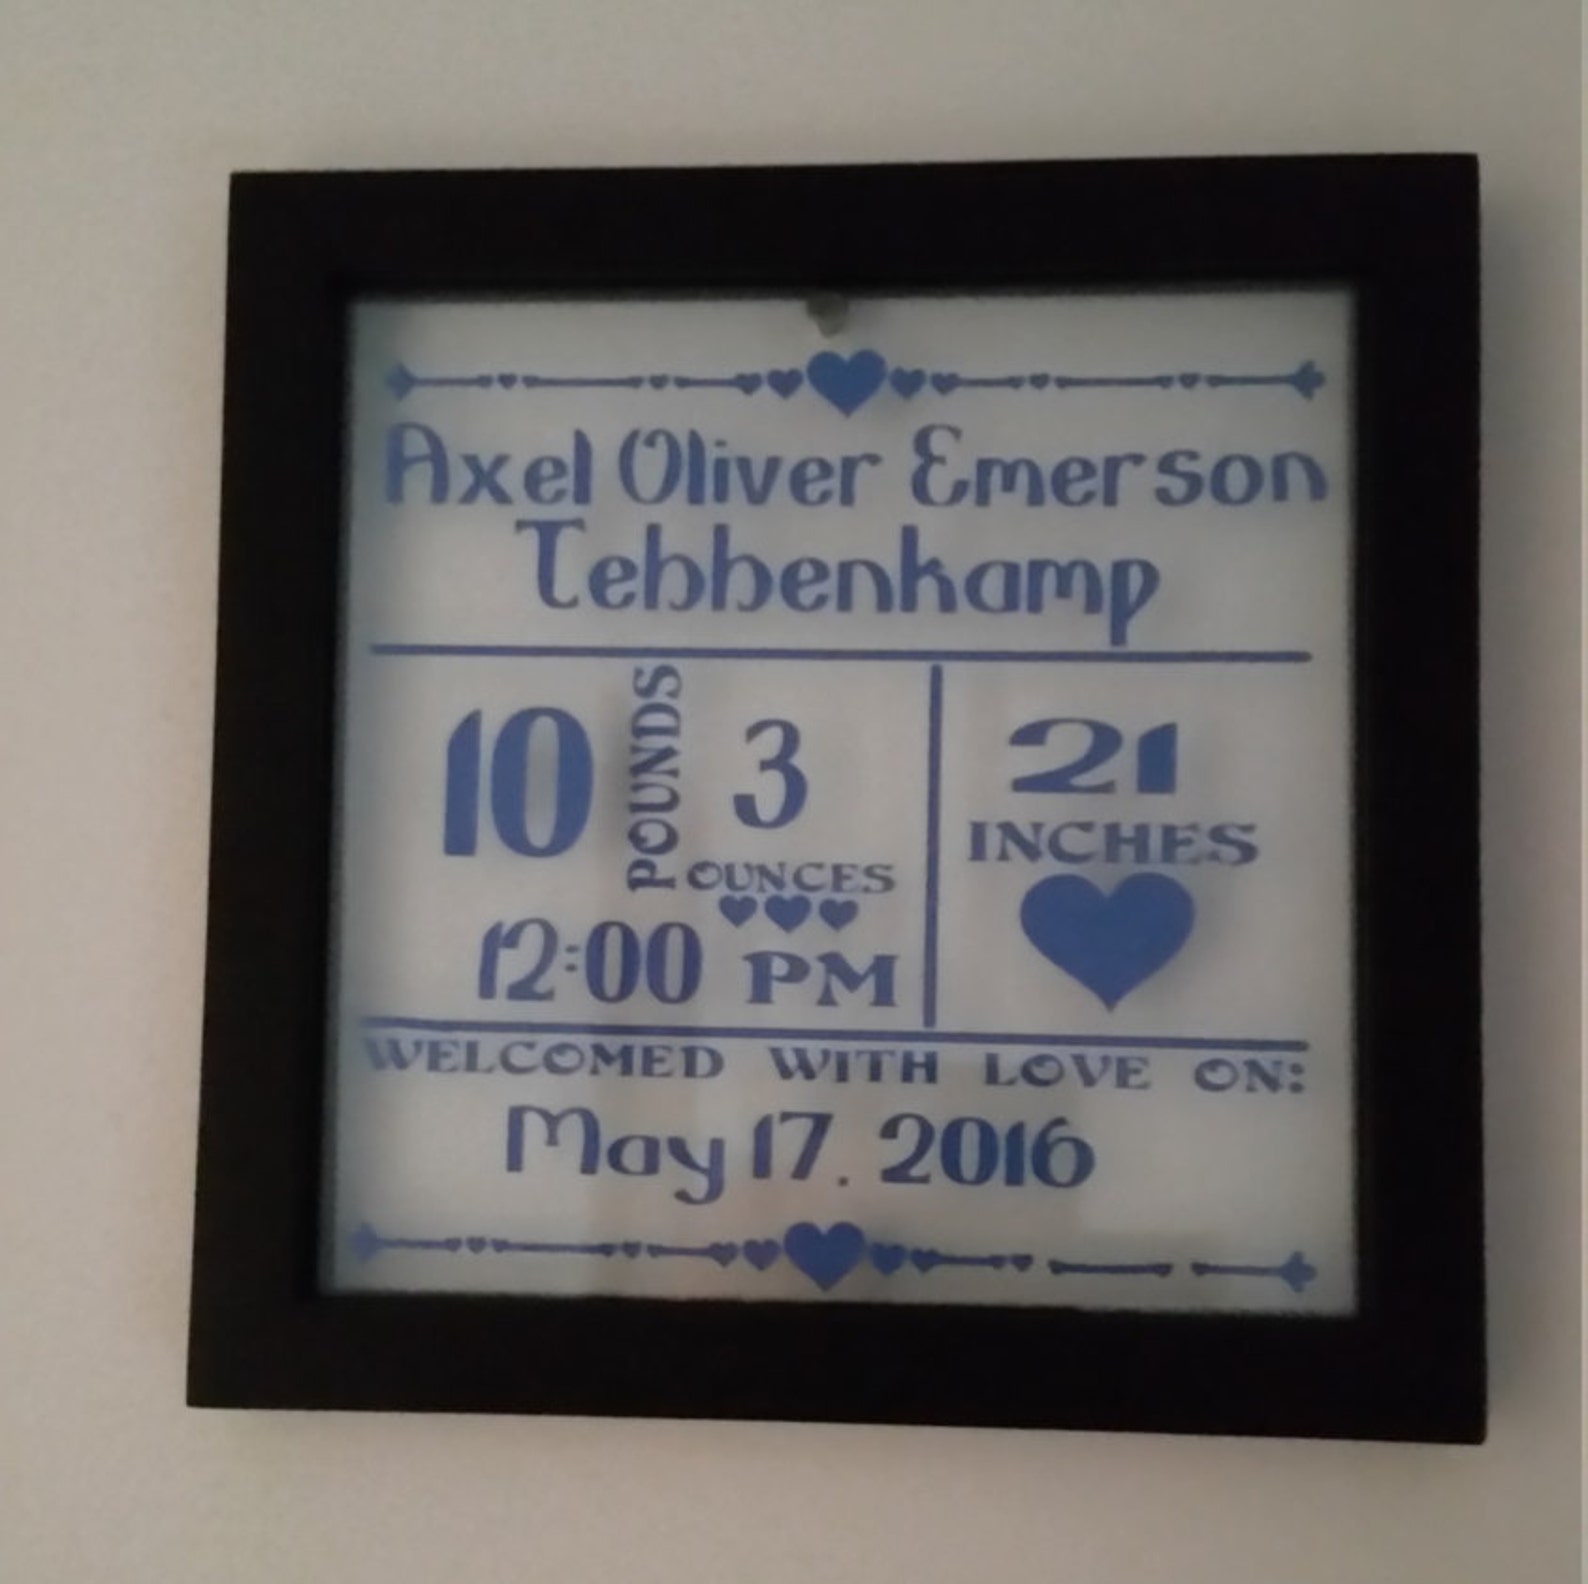 Axel Oliver Emerson
Tebbenkamp
10 POUNDS 3 OUNCES
12:00 PM
21
INCHES
WELCOMED WITH LOVE ON:
May 17. 2016